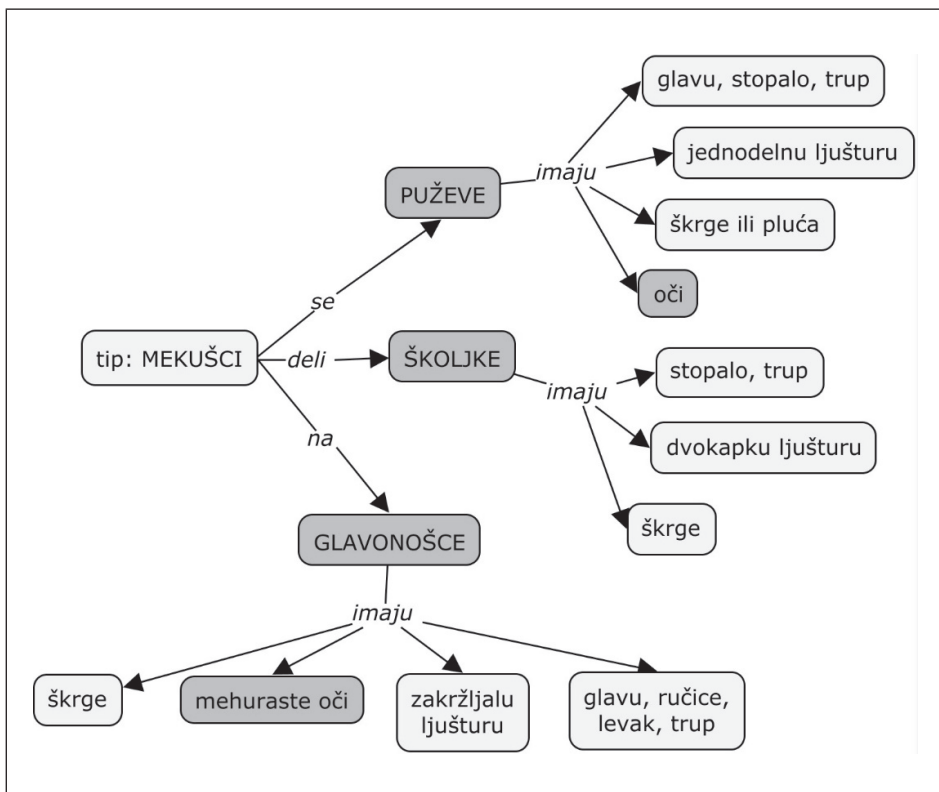 glavu, stopalo, trup
jednodelnu ljušturu
imaju
PUŽEVE
škrge ili pluća
oči
se
tip: MEKUŠCI
deli
ŠKOLJKE
stopalo, trup
imaju
dvokapku ljušturu
na
škrge
GLAVONOŠCE
imaju
škrge
mehuraste oči
zakržljalu
ljušturu
glavu, ručice,
levak, trup